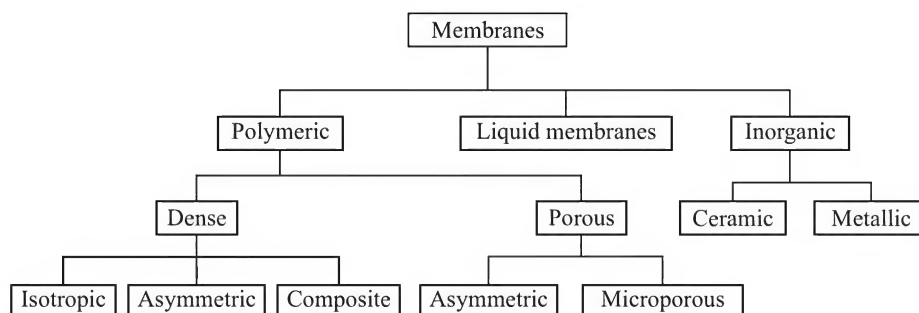 Membranes
Polymeric
Liquid membranes
Inorganic
Dense
Porous
Ceramic
Metallic
Isotropic
Asymmetric
Composite
Asymmetric
Microporous